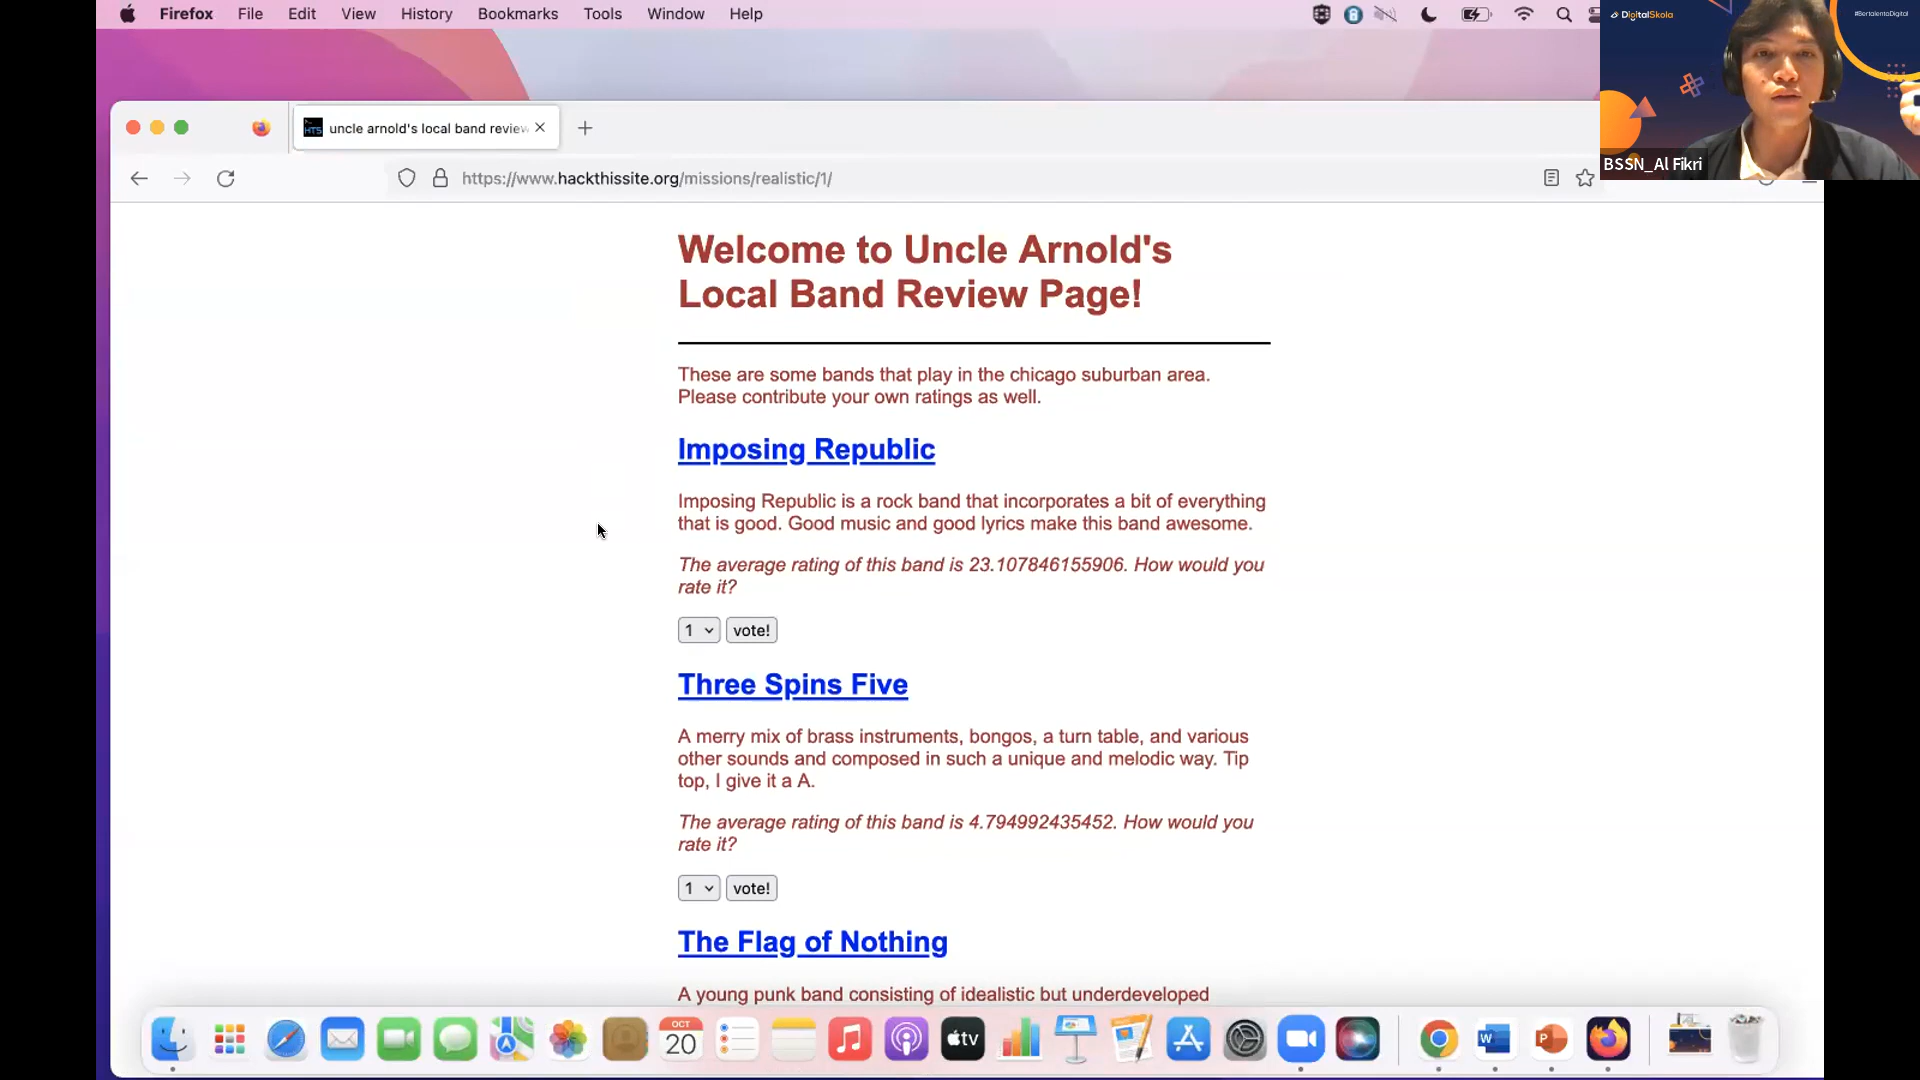 Firefox File Edit View History Bookmarks Tools Window Help
DigitalSkola
#BertalentaDigital
BSSN_Al Fikri
HTS uncle arnold's local band review
https://www.hackthissite.org/missions/realistic/1/
Welcome to Uncle Arnold's
Local Band Review Page!
These are some bands that play in the chicago suburban area.
Please contribute your own ratings as well.
Imposing Republic
Imposing Republic is a rock band that incorporates a bit of everything
that is good. Good music and good lyrics make this band awesome.
The average rating of this band is 23.107846155906. How would you
rate it?
1 vote!
Three Spins Five
A merry mix of brass instruments, bongos, a turn table, and various
other sounds and composed in such a unique and melodic way. Tip
top, I give it a A.
The average rating of this band is 4.794992435452. How would you
rate it?
1 vote!
The Flag of Nothing
A young punk band consisting of idealistic but underdeveloped
OCT
20
tv
W
P